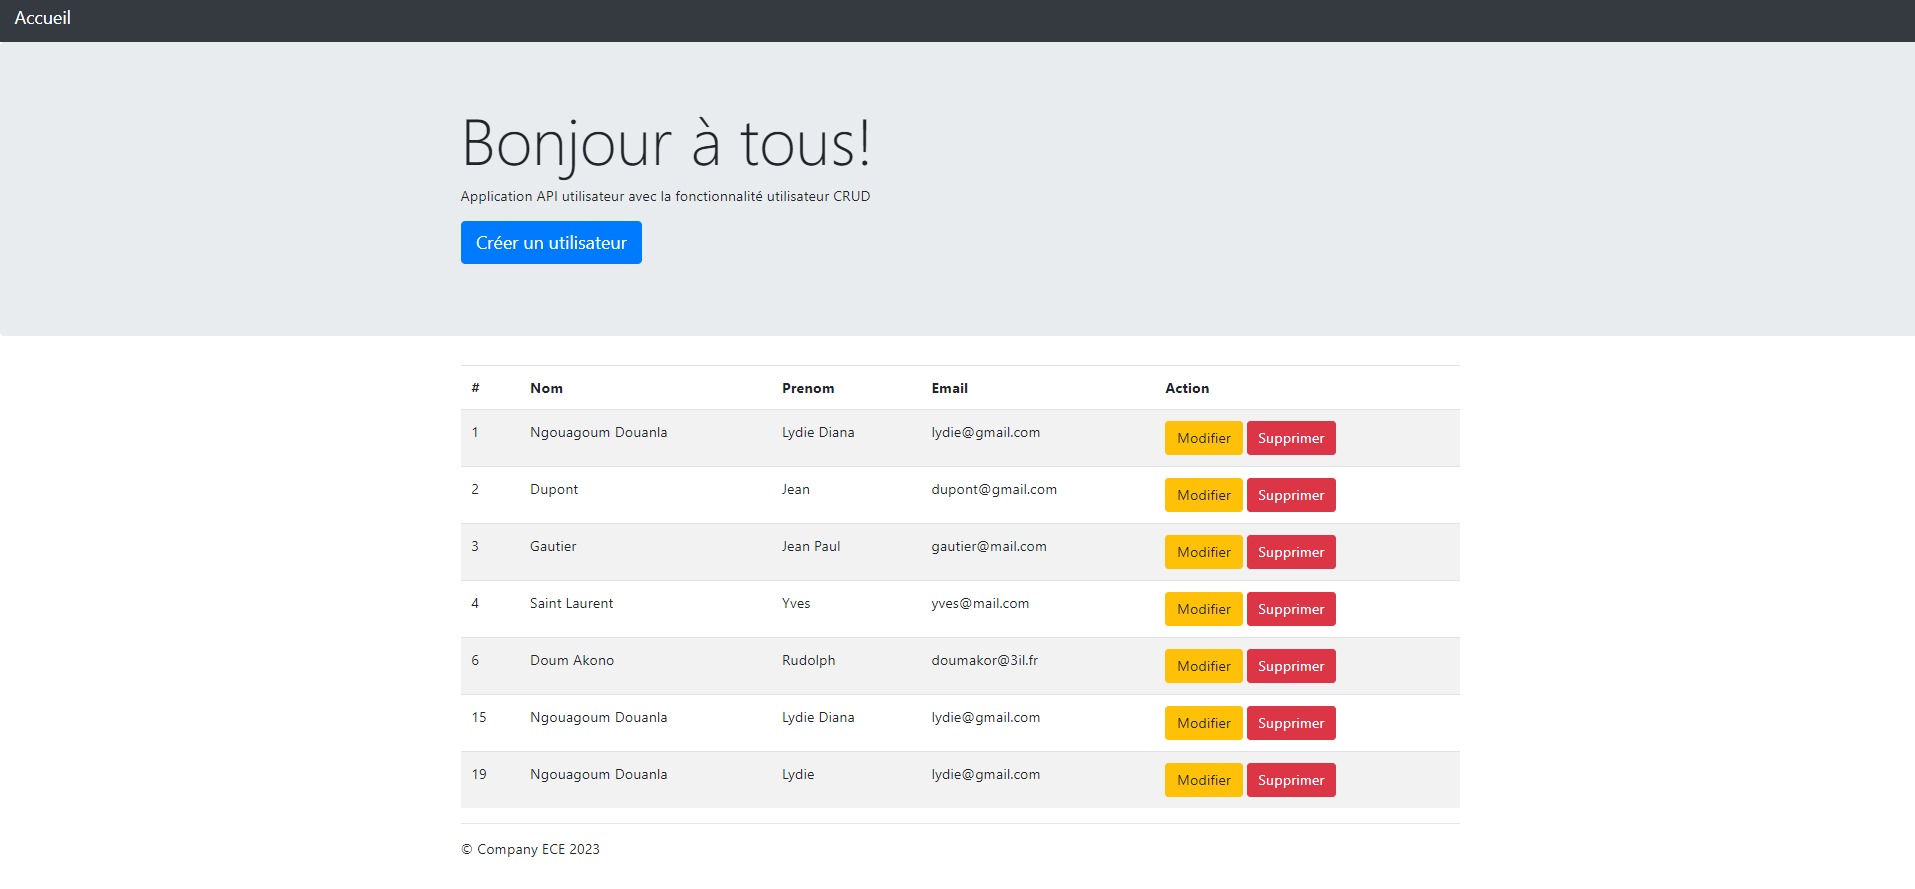 Accueil
Bonjour à tous!
Application API utilisateur avec la fonctionnalité utilisateur CRUD
Créer un utilisateur
# Nom Prenom Email Action
1 Ngouagoum Douanla Lydie Diana lydie@gmail.com Modifier Supprimer
2 Dupont Jean dupont@gmail.com Modifier Supprimer
3 Gautier Jean Paul gautier@mail.com Modifier Supprimer
4 Saint Laurent Yves yves@mail.com Modifier Supprimer
6 Doum Akono Rudolph doumakor@3il.fr Modifier Supprimer
15 Ngouagoum Douanla Lydie Diana lydie@gmail.com Modifier Supprimer
19 Ngouagoum Douanla Lydie lydie@gmail.com Modifier Supprimer
© Company ECE 2023